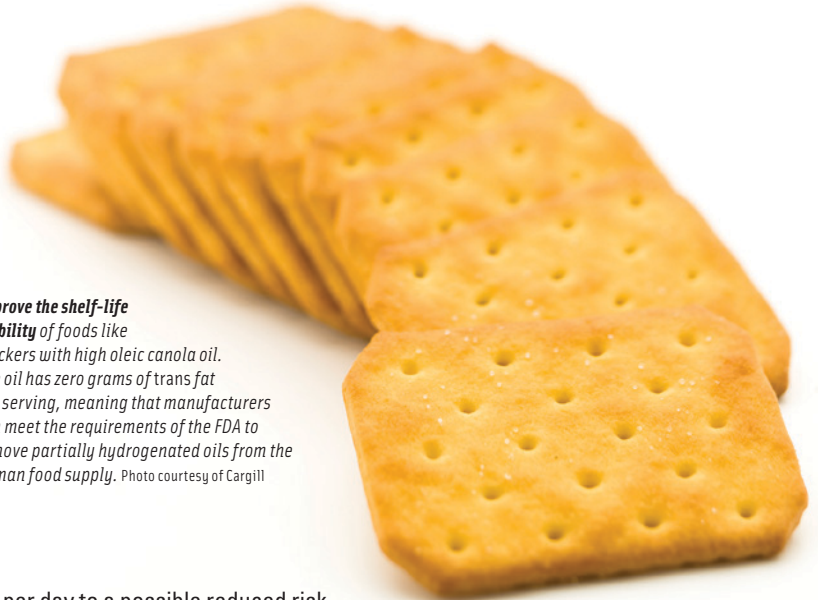 prove the shelf-life
bility of foods like
ckers with high oleic canola oil.
oil has zero grams of trans fat
serving, meaning that manufacturers
meet the requirements of the FDA to
move partially hydrogenated oils from the
man food supply. Photo courtesy of Cargill
per day to a possible reduced risk